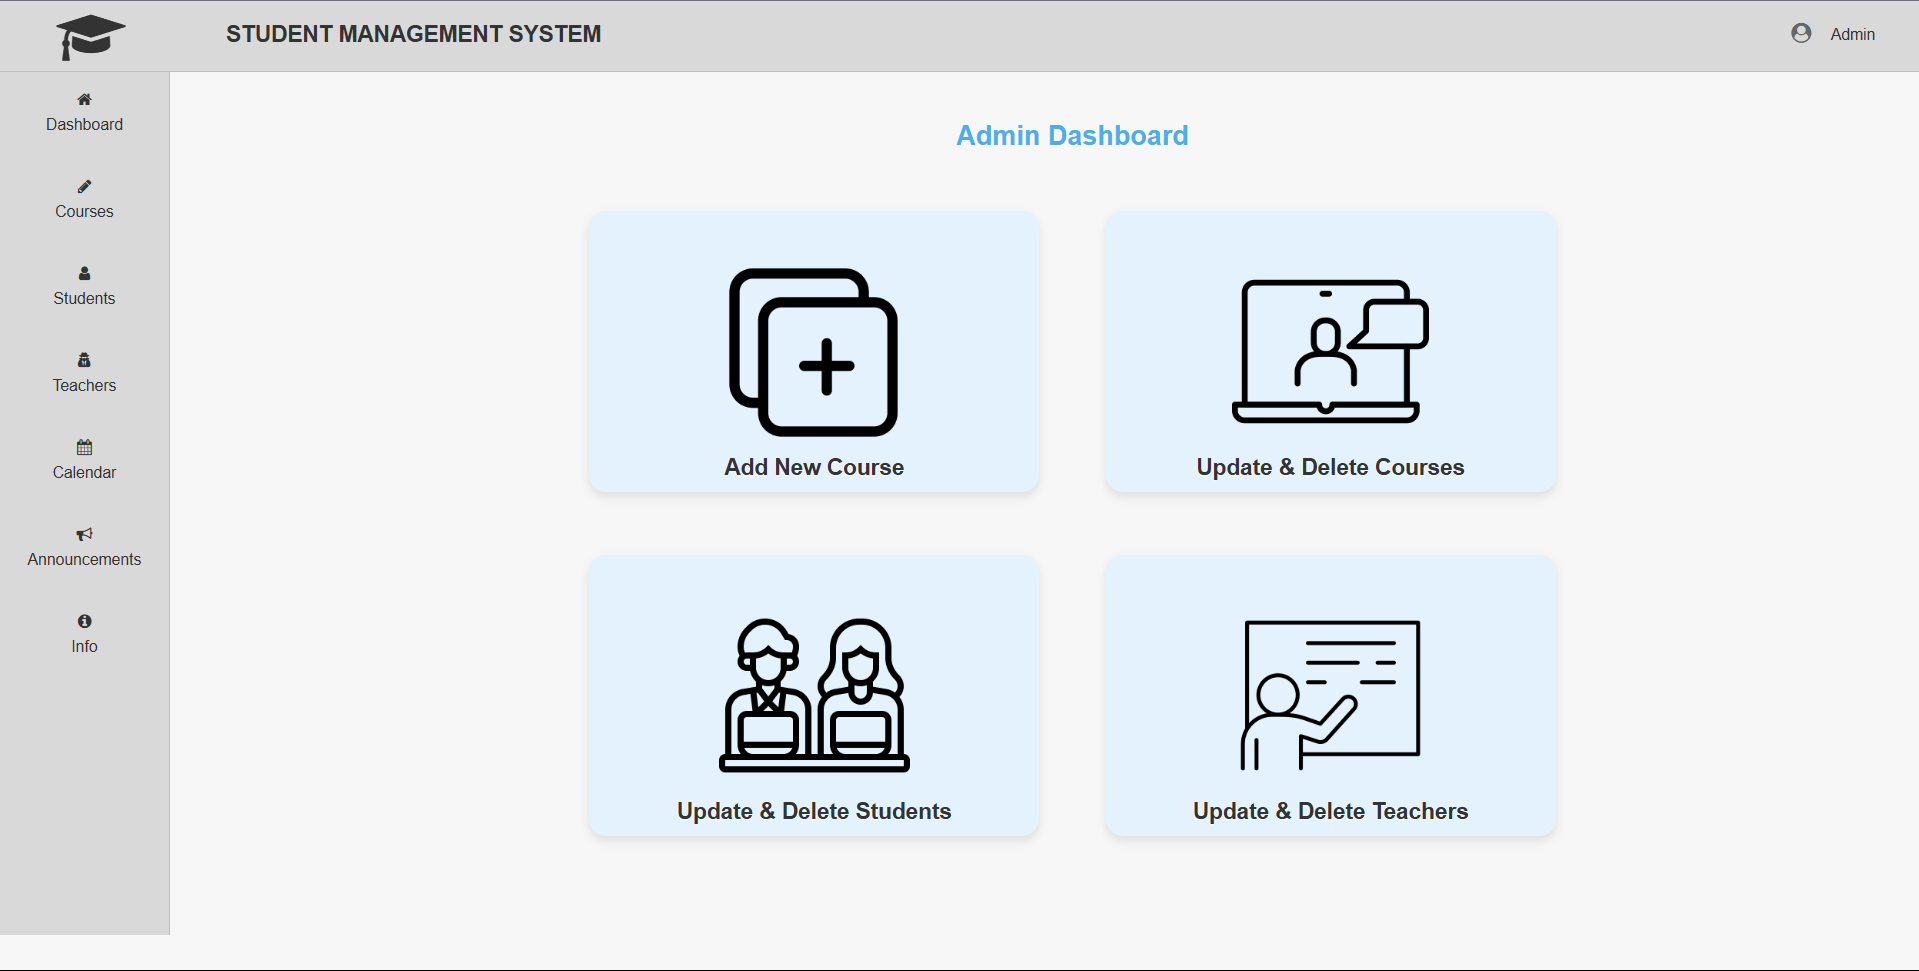 STUDENT MANAGEMENT SYSTEM
Admin
Dashboard
Courses
Students
Teachers
Calendar
Announcements
Info
Admin Dashboard
Add New Course
Update & Delete Courses
Update & Delete Students
Update & Delete Teachers